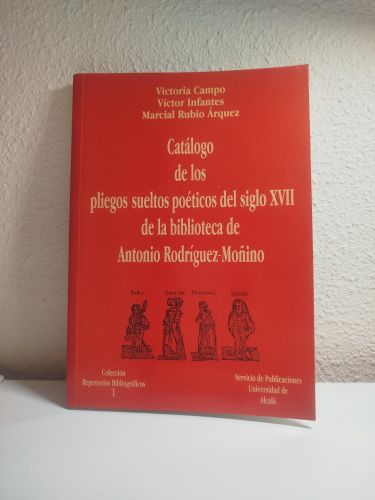 Victoria Campo
Víctor Infantes
Marcial Rubio Árquez
Catálogo
de los
pliegos sueltos poéticos del siglo XVII
de la biblioteca de
Antonio Rodríguez-Moñino
Colección
Repertorios Bibliográficos
1
Servicio de Publicaciones
Universidad de
Alcalá